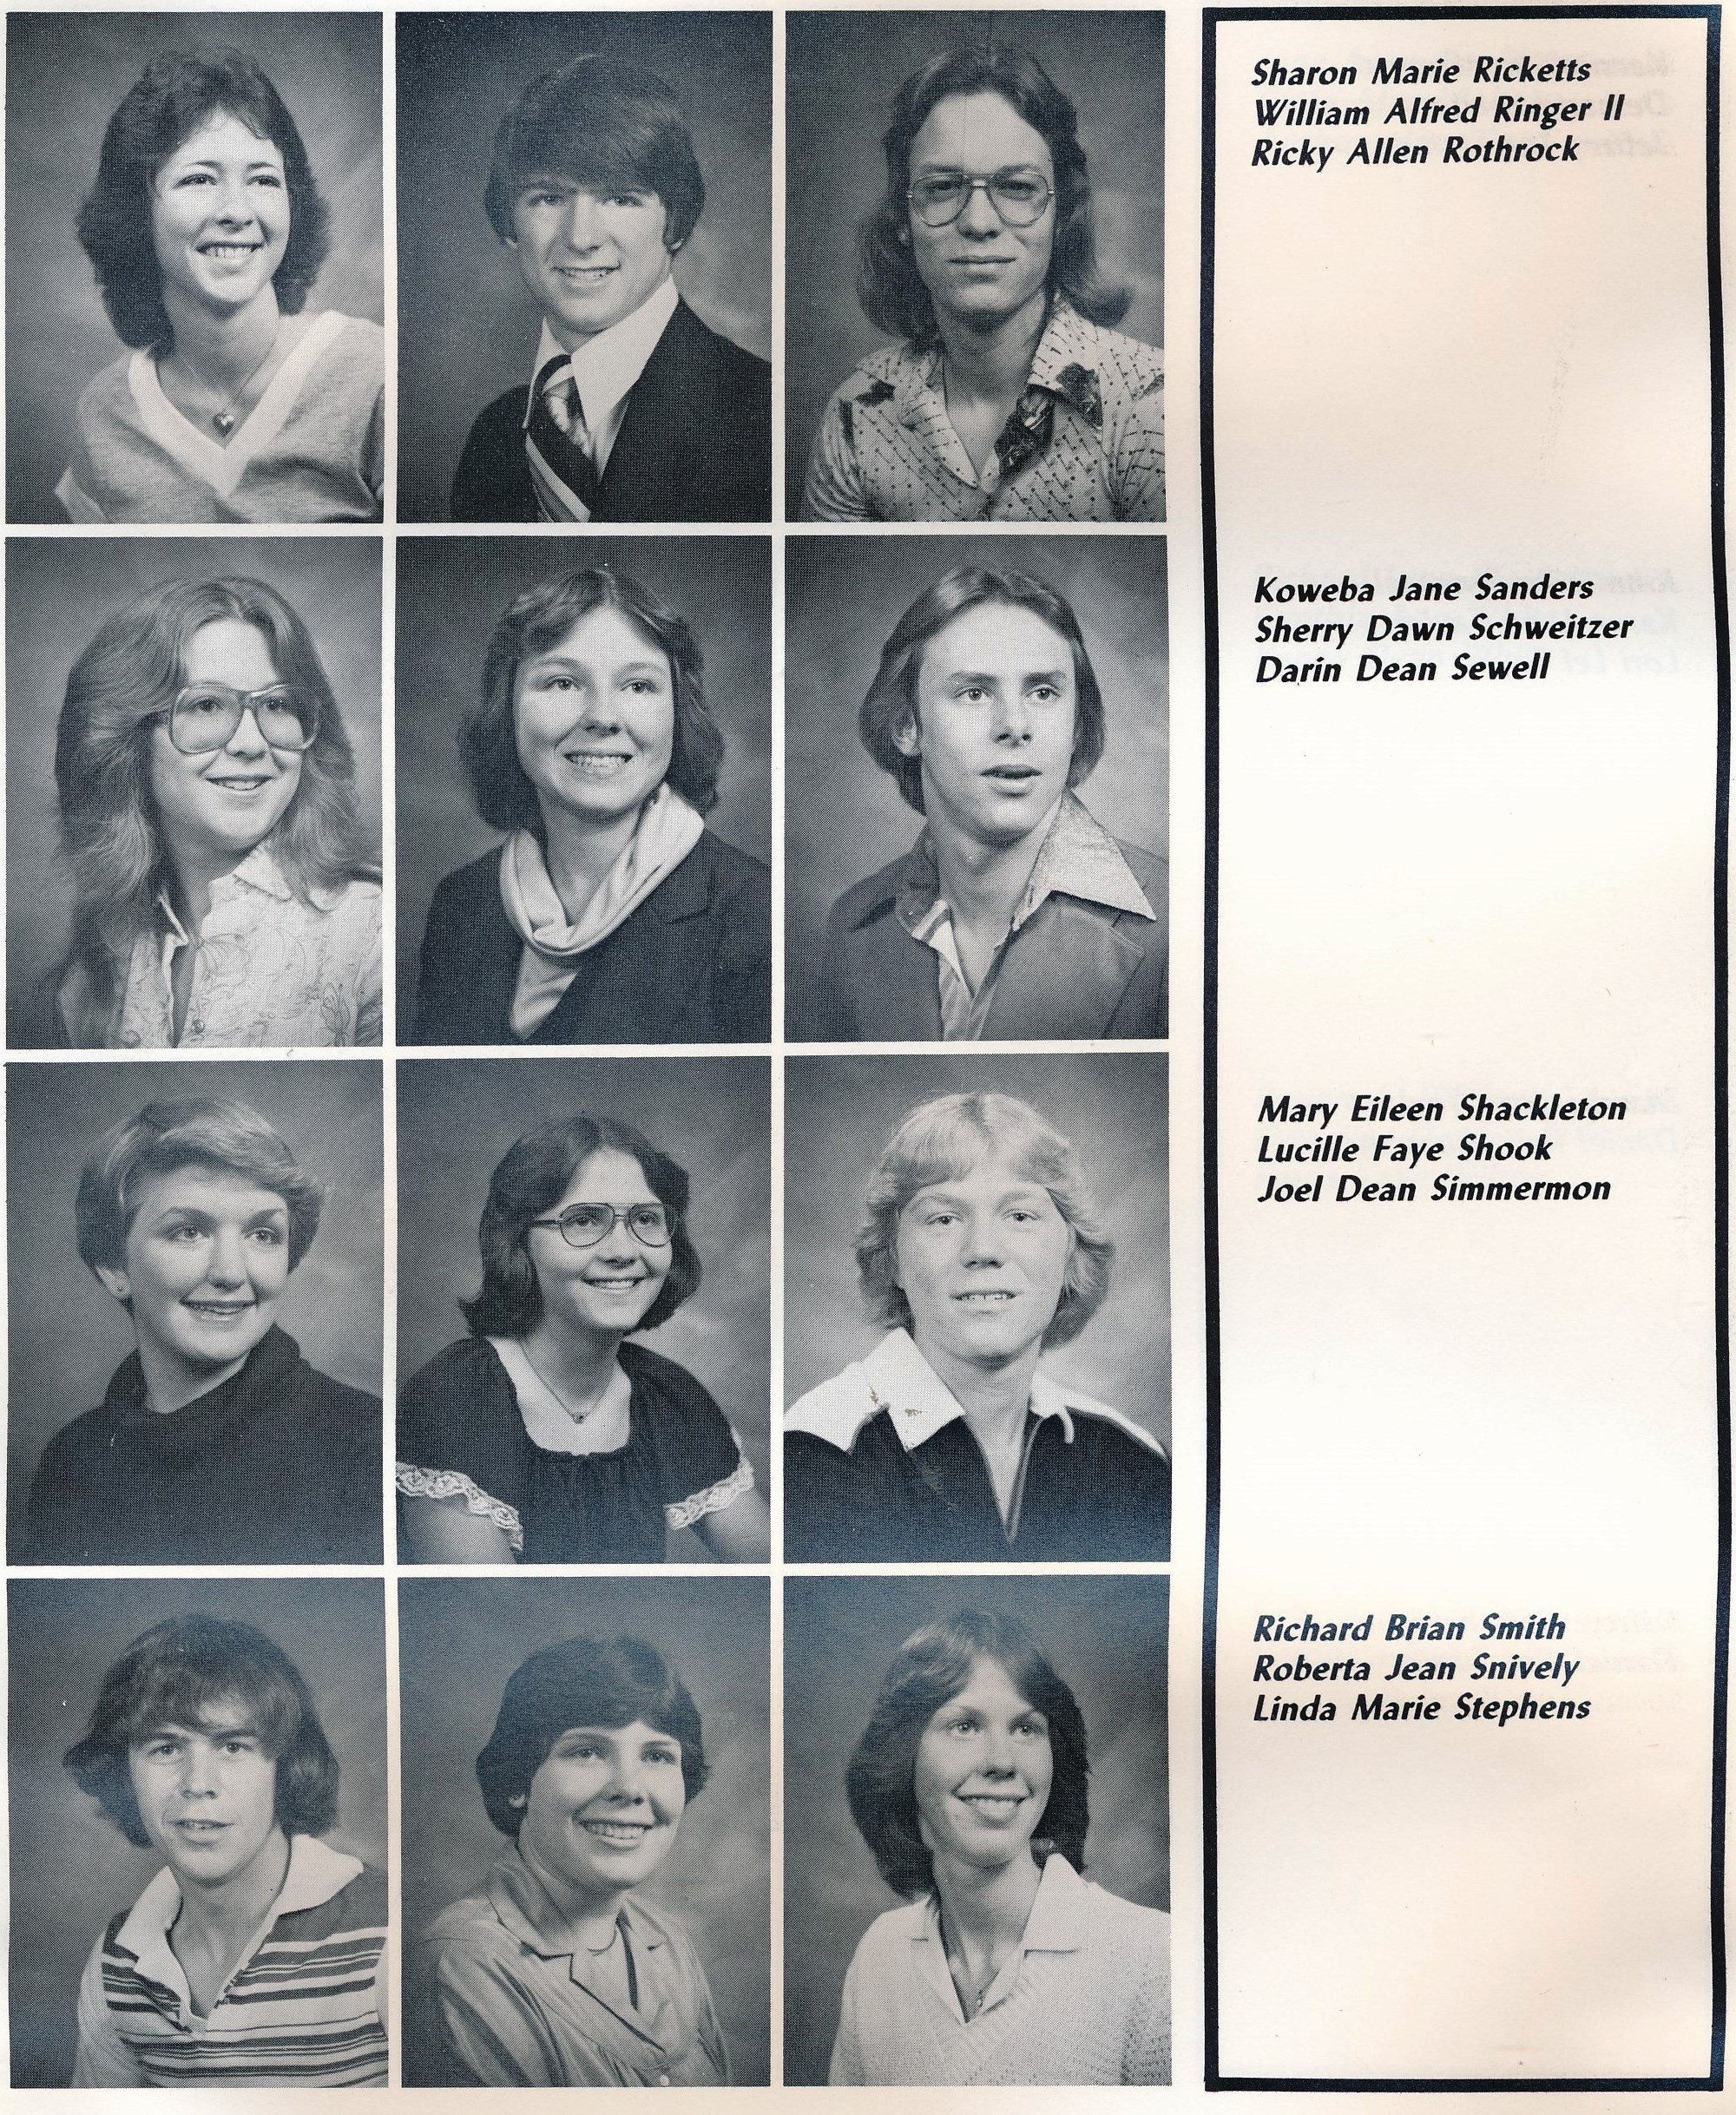 Sharon Marie Ricketts
William Alfred Ringer II
Ricky Allen Rothrock
Koweba Jane Sanders
Sherry Dawn Schweitzer
Darin Dean Sewell
Mary Eileen Shackleton
Lucille Faye Shook
Joel Dean Simmermon
Richard Brian Smith
Roberta Jean Snively
Linda Marie Stephens